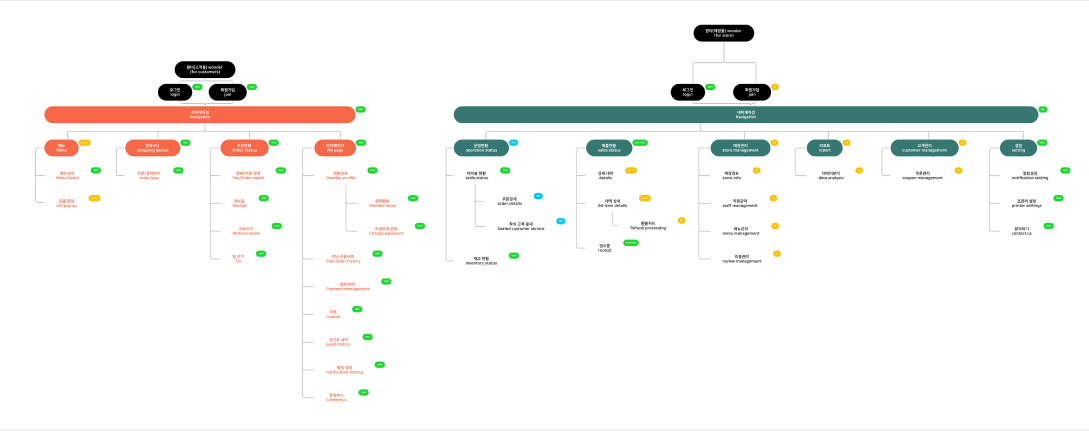 원더(매장용) wonder
(for store)
원더(고객용) wonder
(for customers)
로그인
login
회원가입
join
로그인
login
회원가입
join
네비게이션
Navigation
네비게이션
Navigation
메뉴
Menu
장바구니
shopping basket
주문현황
Order Status
마이페이지
My page
운영현황
operation status
매출현황
sales status
매장관리
store management
리포트
report
고객관리
customer management
설정
setting
메뉴상세
Menu Detail
호출 팝업
call pop up
주문/결제하기
order/pay
결제/주문 상세
Pay/Order detail
영수증
Receipt
리뷰쓰기
Write a review
팁 주기
Tip
회원정보
Member profile
회원탈퇴
Member leave
비밀번호 변경
Change password
지난 주문내역
Past order history
결제 관리
Payment management
쿠폰
coupon
포인트 내역
point history
알림 설정
notification setting
문의하기
Contact us
테이블 현황
table status
주문상세
order details
착석 고객 응대
Seated customer service
재고 현황
Inventory status
상세 내역
details
내역 상세
list item details
환불처리
Refund processing
영수증
receipt
매장정보
store info
직원관리
staff management
메뉴관리
menu management
리뷰관리
review management
데이터분석
data analysis
쿠폰관리
coupon management
알림설정
notification setting
프린터 설정
printer settings
문의하기
contact us